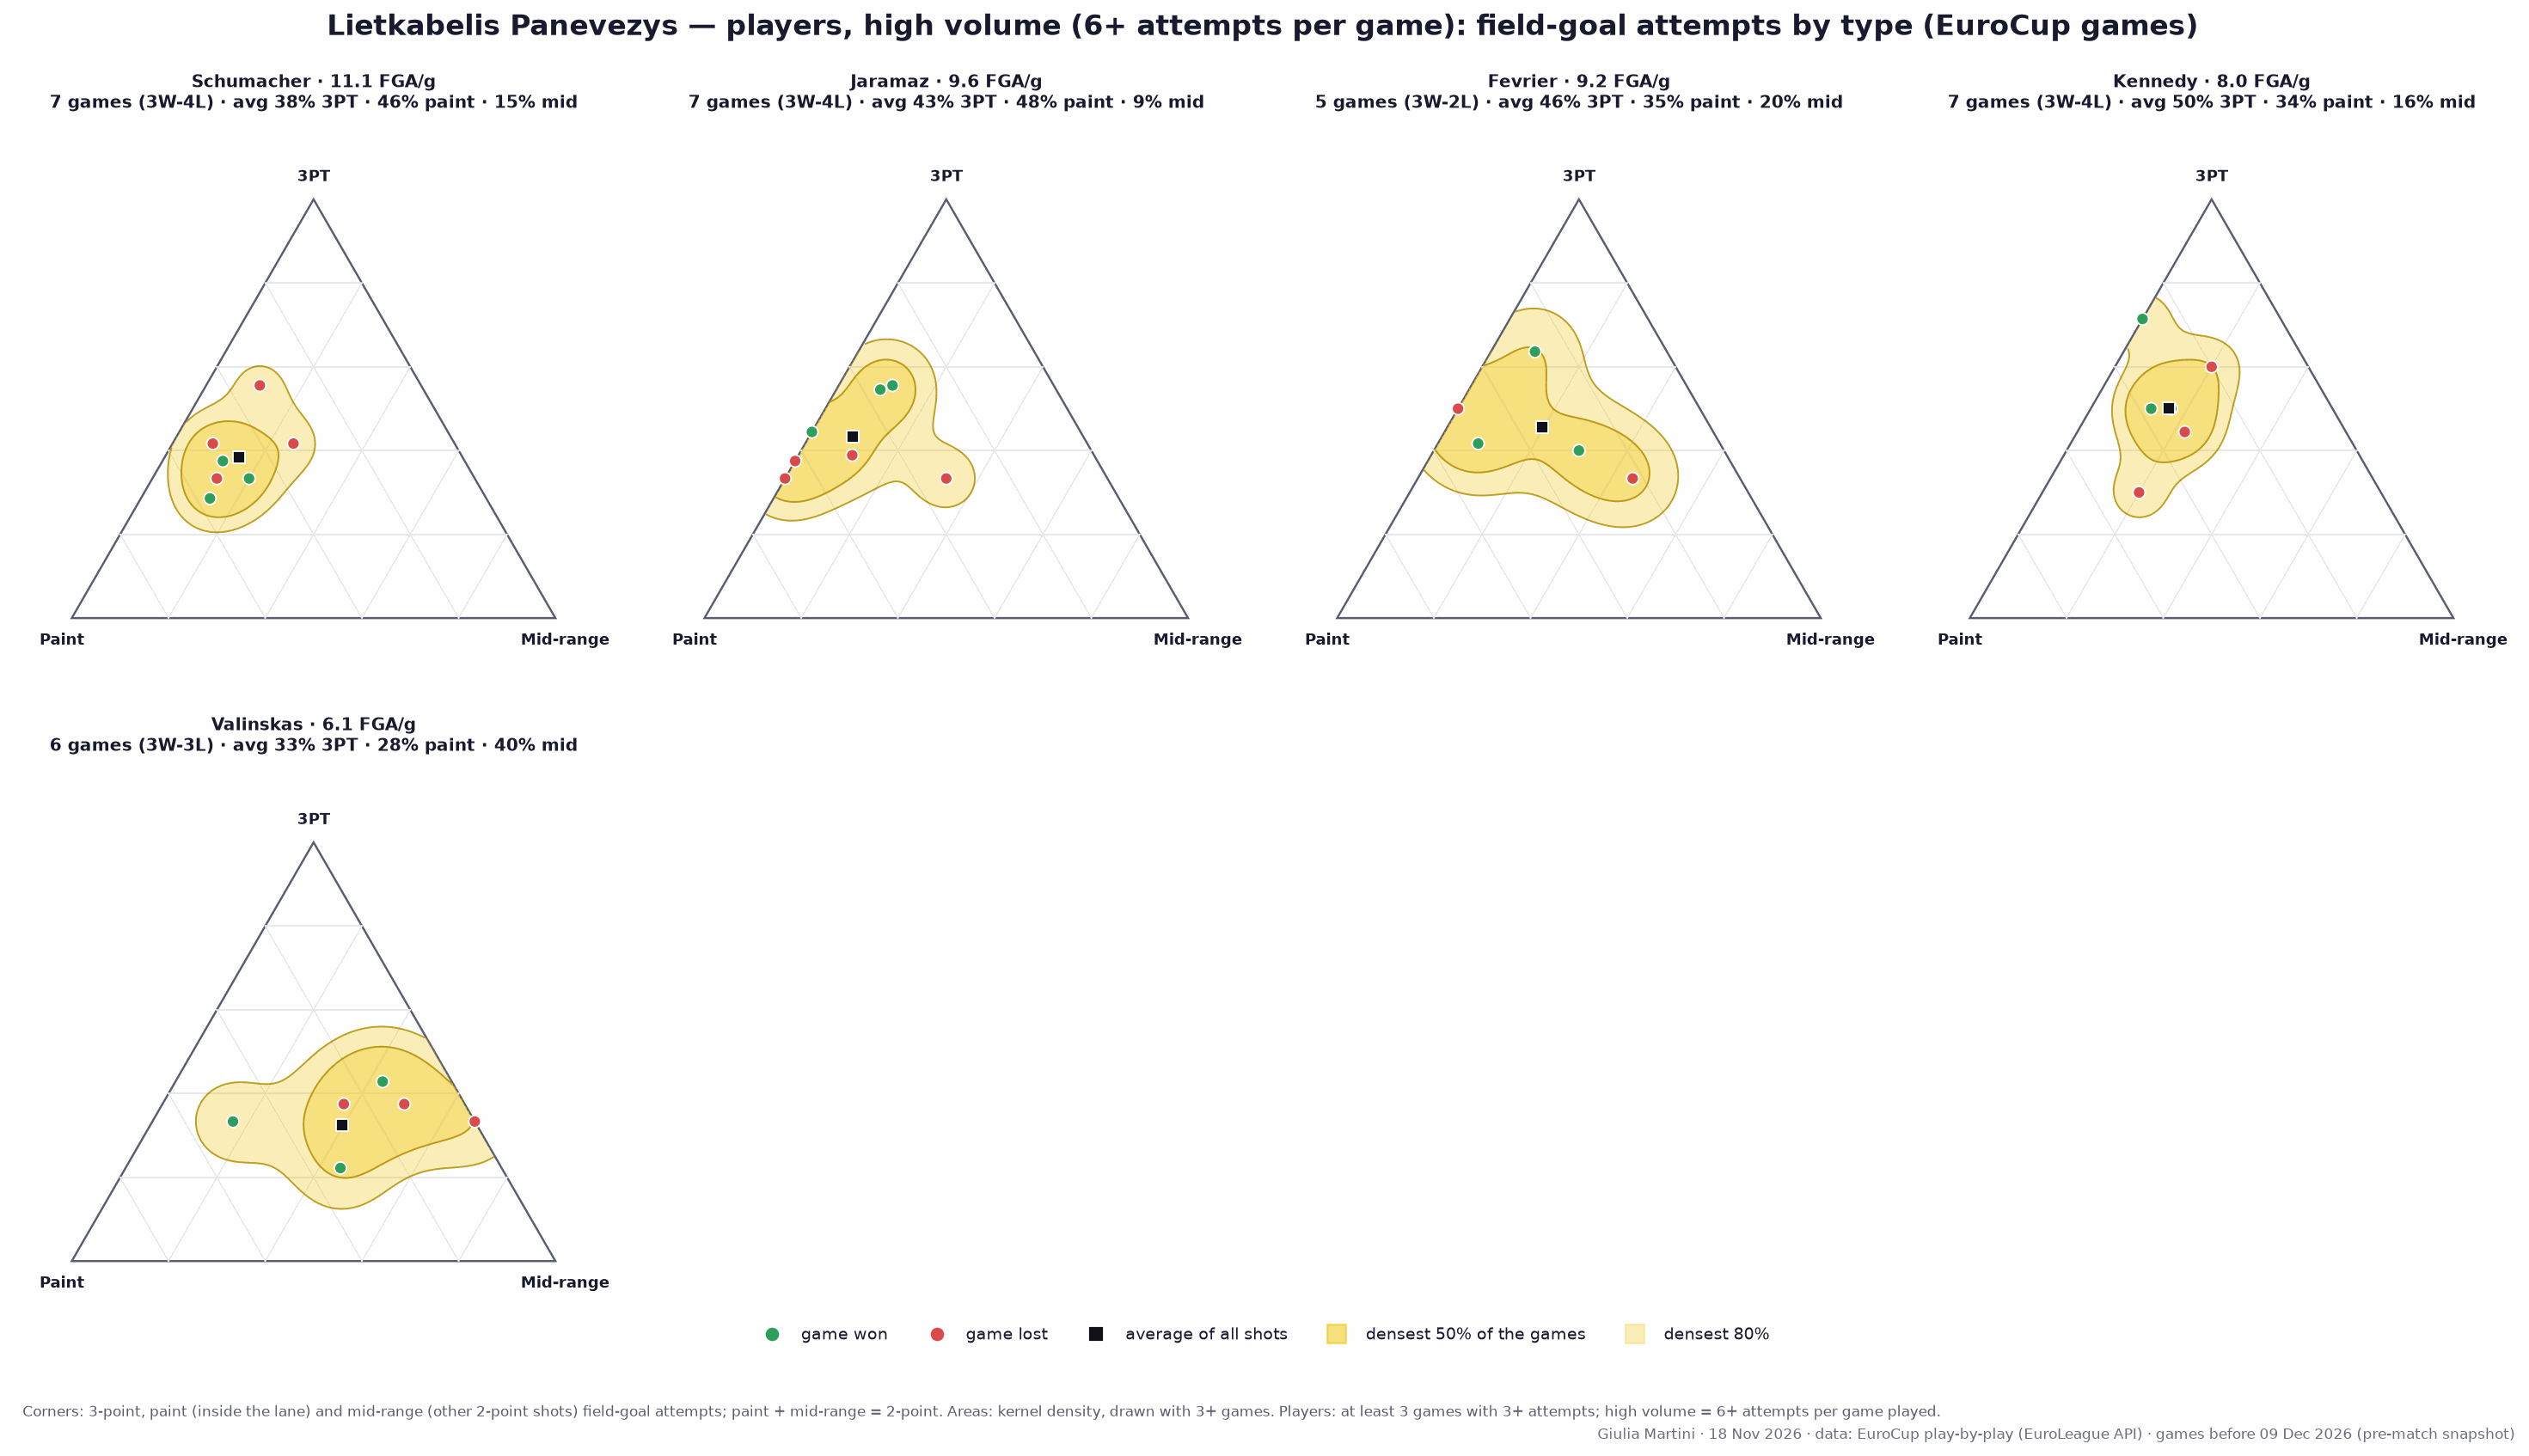 Lietkabelis Panevezys — players, high volume (6+ attempts per game): field-goal attempts by type (EuroCup games)
Schumacher · 11.1 FGA/g
7 games (3W-4L) · avg 38% 3PT · 46% paint · 15% mid
Jaramaz · 9.6 FGA/g
7 games (3W-4L) · avg 43% 3PT · 48% paint · 9% mid
Fevrier · 9.2 FGA/g
5 games (3W-2L) · avg 46% 3PT · 35% paint · 20% mid
Kennedy · 8.0 FGA/g
7 games (3W-4L) · avg 50% 3PT · 34% paint · 16% mid
3PT
3PT
3PT
3PT
Paint
Mid-range
Paint
Mid-range
Paint
Mid-range
Paint
Mid-range
Valinskas · 6.1 FGA/g
6 games (3W-3L) · avg 33% 3PT · 28% paint · 40% mid
3PT
Paint
Mid-range
game won
game lost
average of all shots
densest 50% of the games
densest 80%
Corners: 3-point, paint (inside the lane) and mid-range (other 2-point shots) field-goal attempts; paint + mid-range = 2-point. Areas: kernel density, drawn with 3+ games. Players: at least 3 games with 3+ attempts; high volume = 6+ attempts per game played.
Giulia Martini · 18 Nov 2026 · data: EuroCup play-by-play (EuroLeague API) · games before 09 Dec 2026 (pre-match snapshot)